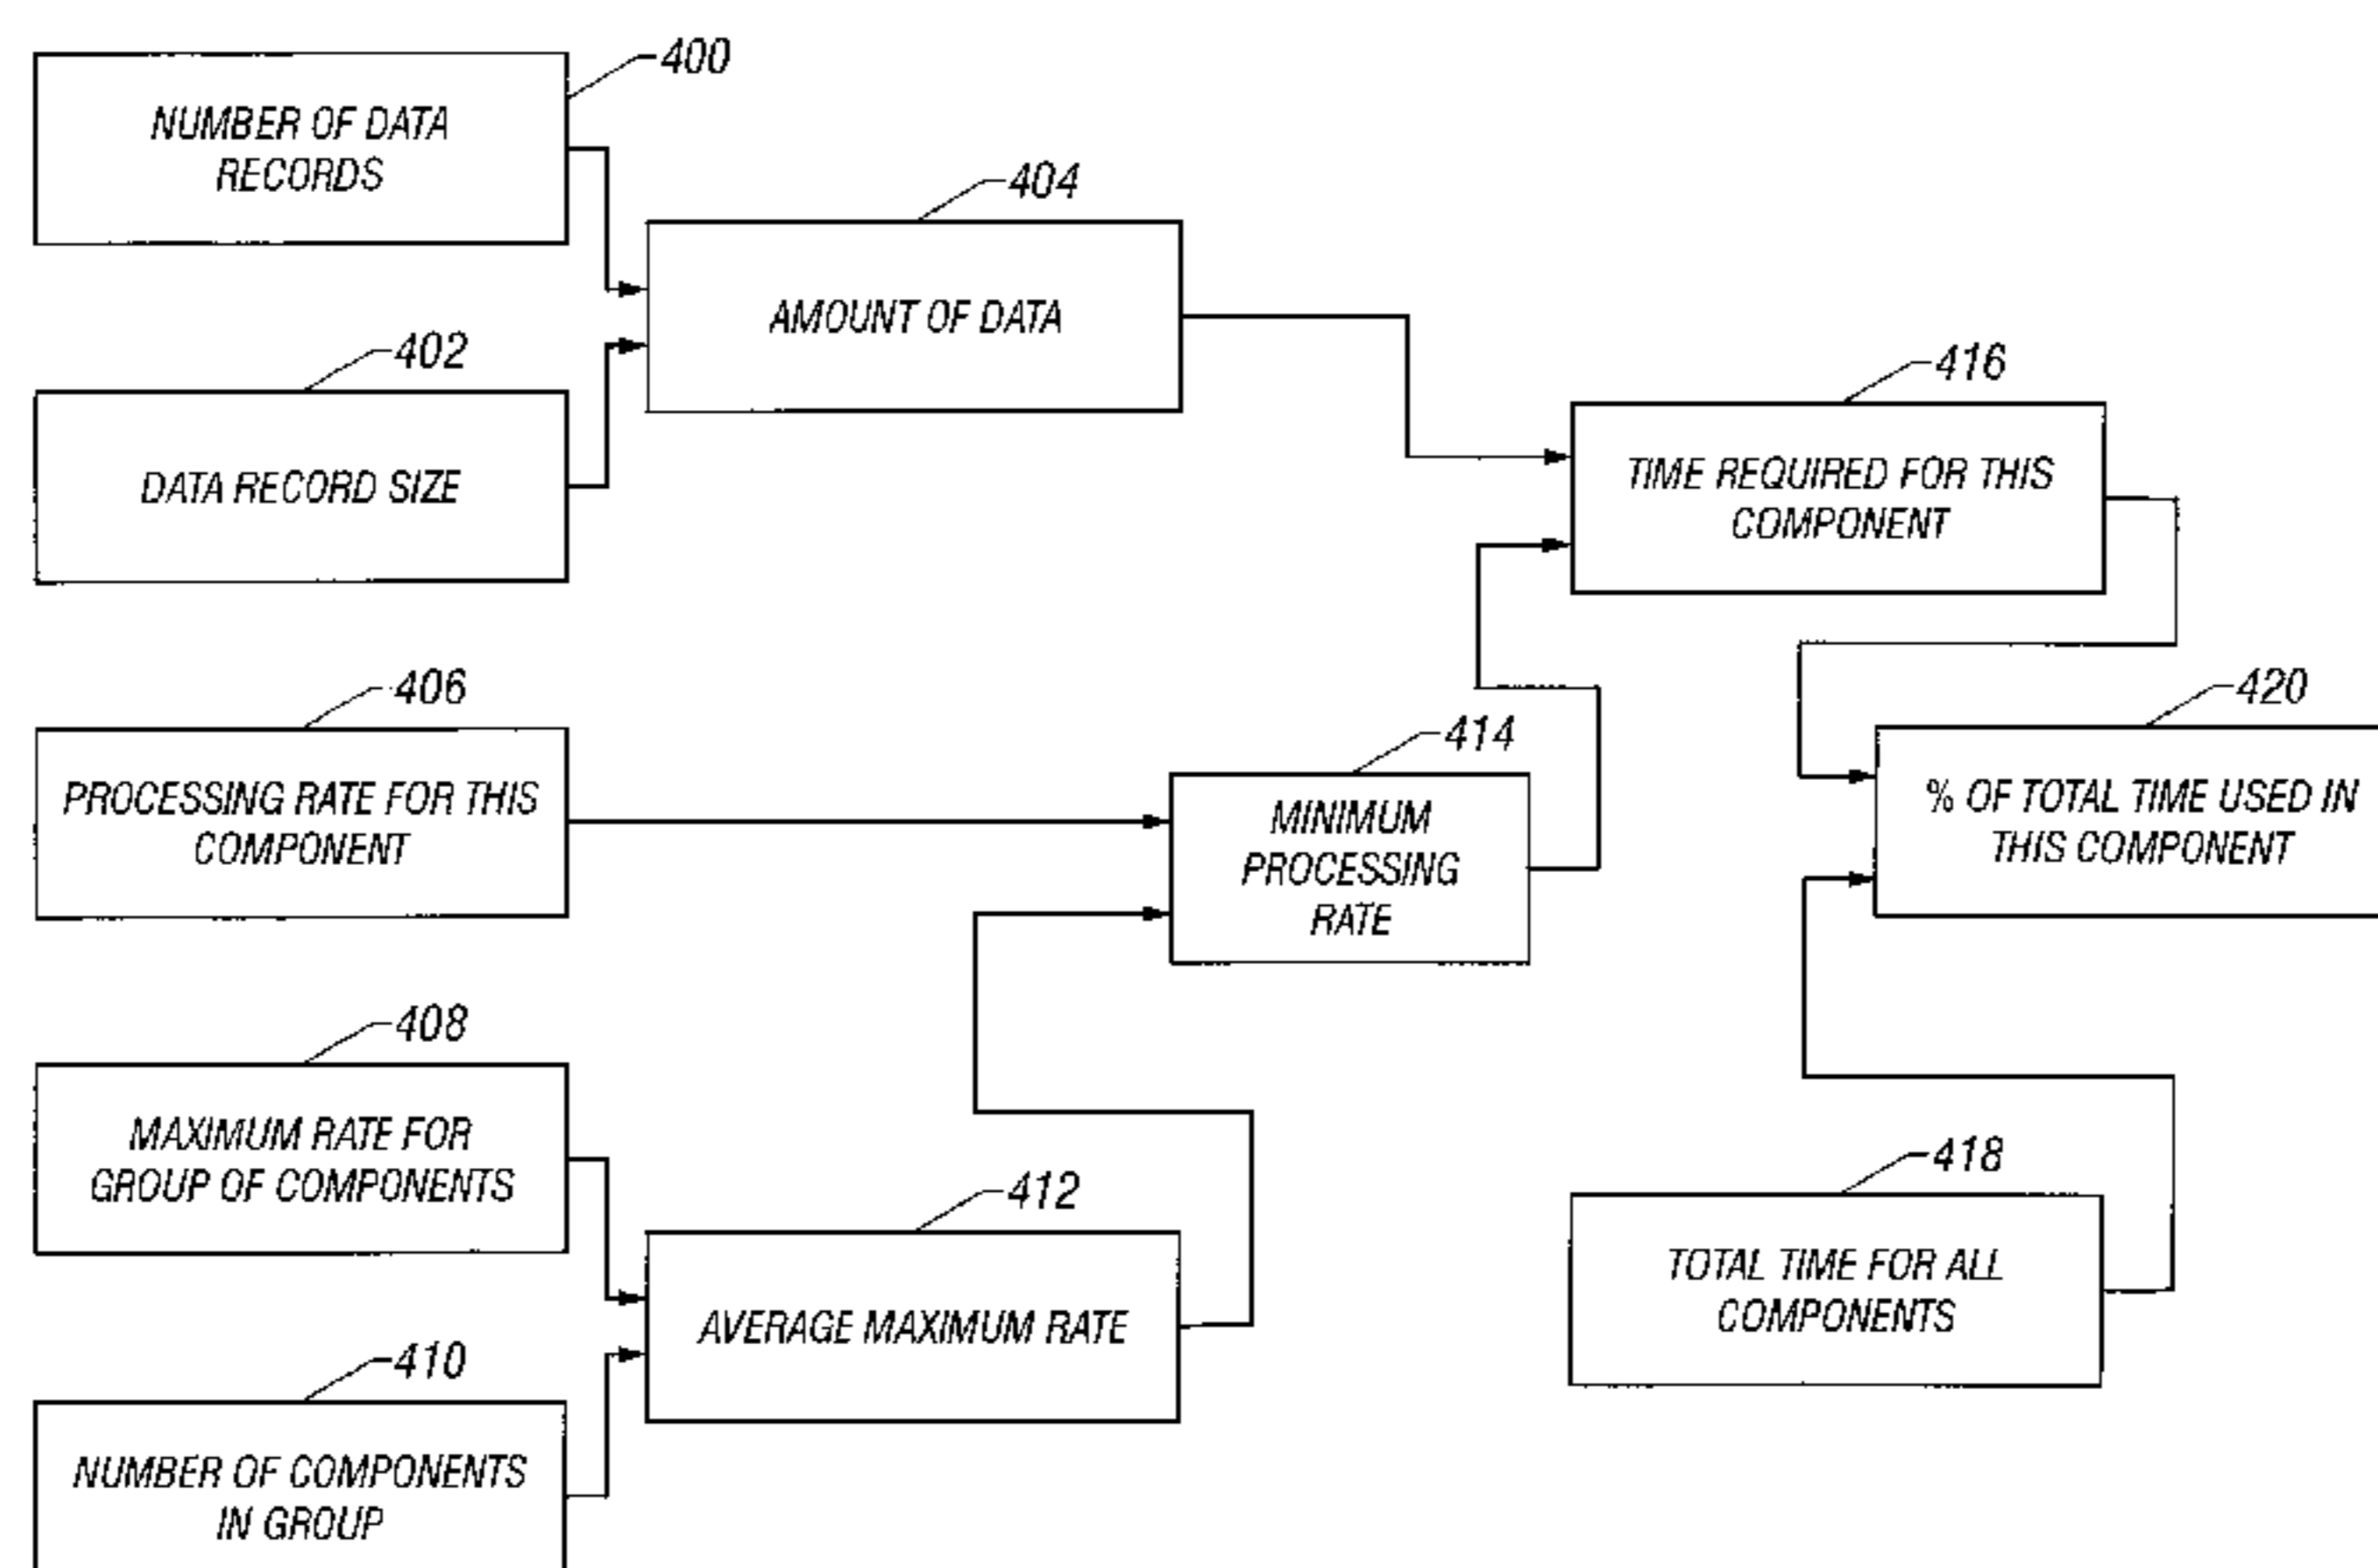 400
NUMBER OF DATA
RECORDS
404
AMOUNT OF DATA
402
DATA RECORD SIZE
416
TIME REQUIRED FOR THIS
COMPONENT
406
PROCESSING RATE FOR THIS
COMPONENT
414
MINIMUM
PROCESSING
RATE
420
% OF TOTAL TIME USED IN
THIS COMPONENT
408
MAXIMUM RATE FOR
GROUP OF COMPONENTS
412
AVERAGE MAXIMUM RATE
418
TOTAL TIME FOR ALL
COMPONENTS
410
NUMBER OF COMPONENTS
IN GROUP